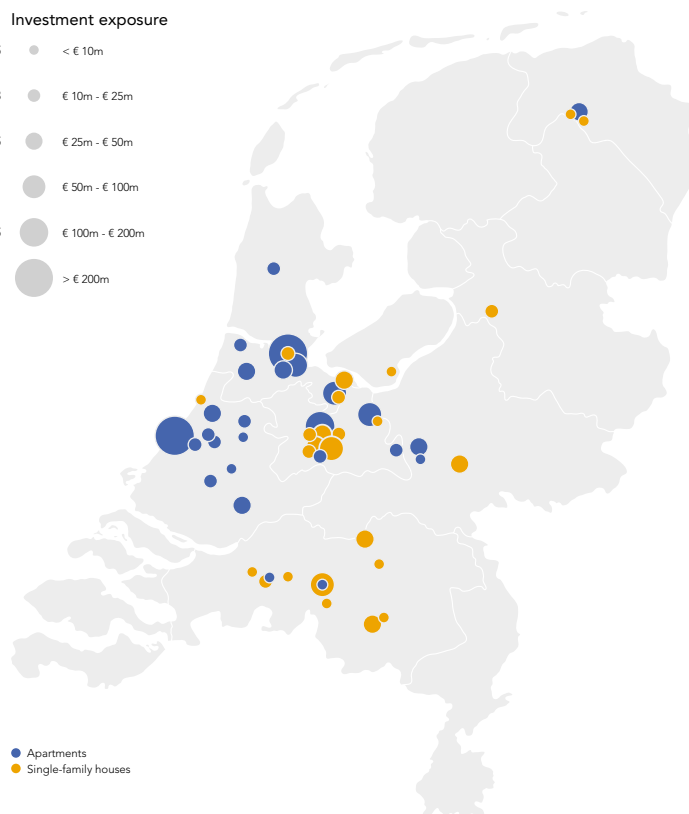 Investment exposure
< € 10m
€ 10m - € 25m
€ 25m - € 50m
€ 50m - € 100m
€ 100m - € 200m
> € 200m
Apartments
Single-family houses